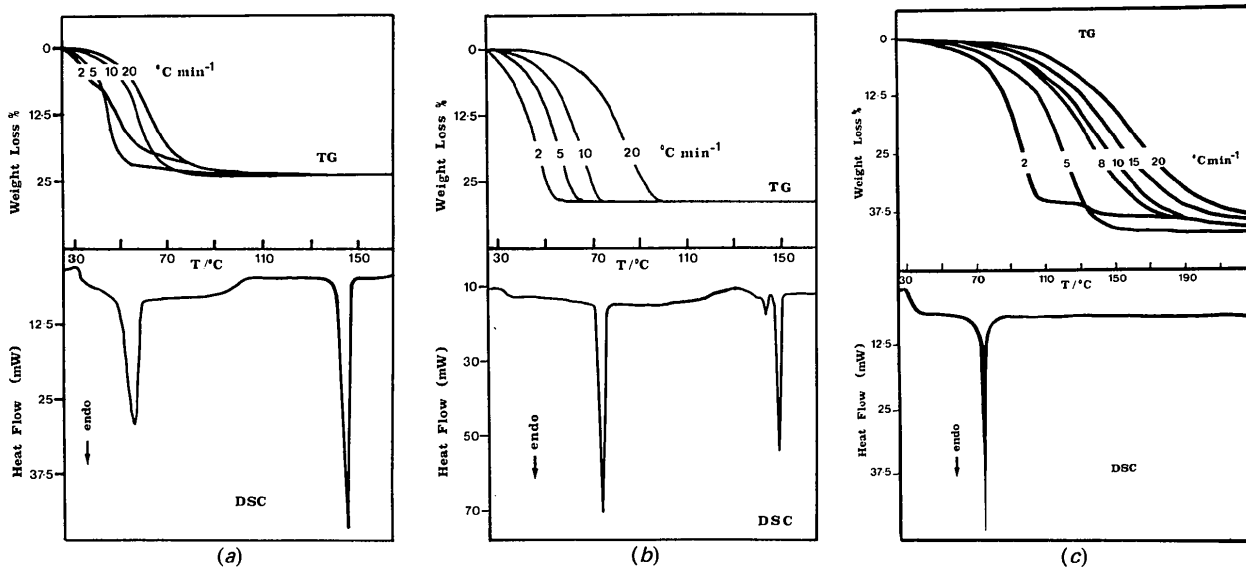 0
12·5
25
Weight Loss %
2 5 10 20 °C min⁻¹
TG
30 70 110 150
T /°C
12·5
25
37·5
Heat Flow (mW)
endo
DSC
(a)
0
12·5
25
Weight Loss %
2 5 10 20 °C min⁻¹
TG
70 150
T/°C
10
30
50
70
Heat Flow (mW)
endo
DSC
(b)
TG
0
12·5
25
37·5
Weight Loss %
2 5 8 10 15 20 °C min⁻¹
30 70 110 150 190
T/°C
12·5
25
37·5
Heat Flow (mW)
endo
DSC
(c)